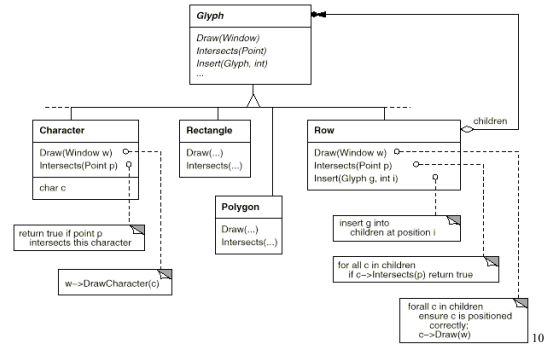 Glyph
Draw(Window)
Intersects(Point)
Insert(Glyph, int)
...
children
Character
Draw(Window w)
Intersects(Point p)
char c
Rectangle
Draw(...)
Intersects(...)
Row
Draw(Window w)
Intersects(Point p)
Insert(Glyph g, int i)
Polygon
Draw(...)
Intersects(...)
return true if point p
intersects this character
w->DrawCharacter(c)
insert g into
children at position i
for all c in children
if c->Intersects(p) return true
forall c in children
ensure c is positioned
correctly;
c->Draw(w)
10